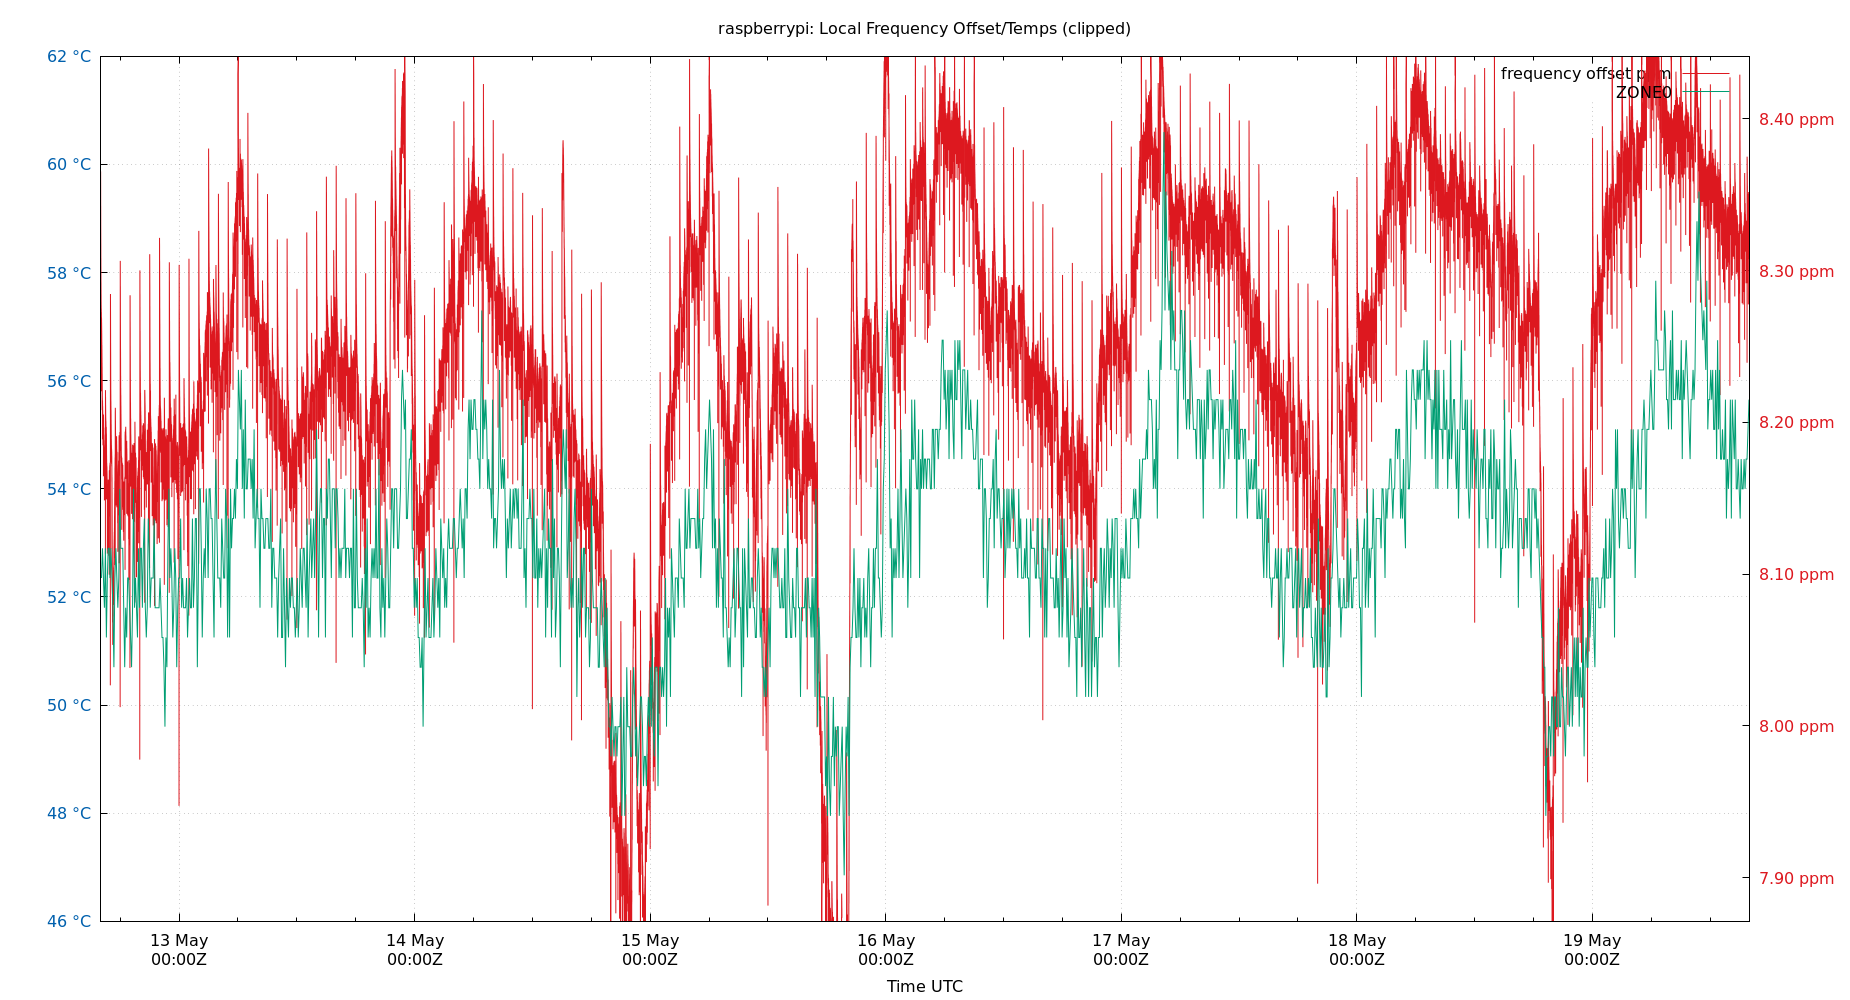 raspberrypi: Local Frequency Offset/Temps (clipped)
62 °C
60 °C
58 °C
56 °C
54 °C
52 °C
50 °C
48 °C
46 °C
frequency offset ppm
ZONE0
8.40 ppm
8.30 ppm
8.20 ppm
8.10 ppm
8.00 ppm
7.90 ppm
13 May
00:00Z
14 May
00:00Z
15 May
00:00Z
16 May
00:00Z
17 May
00:00Z
18 May
00:00Z
19 May
00:00Z
Time UTC